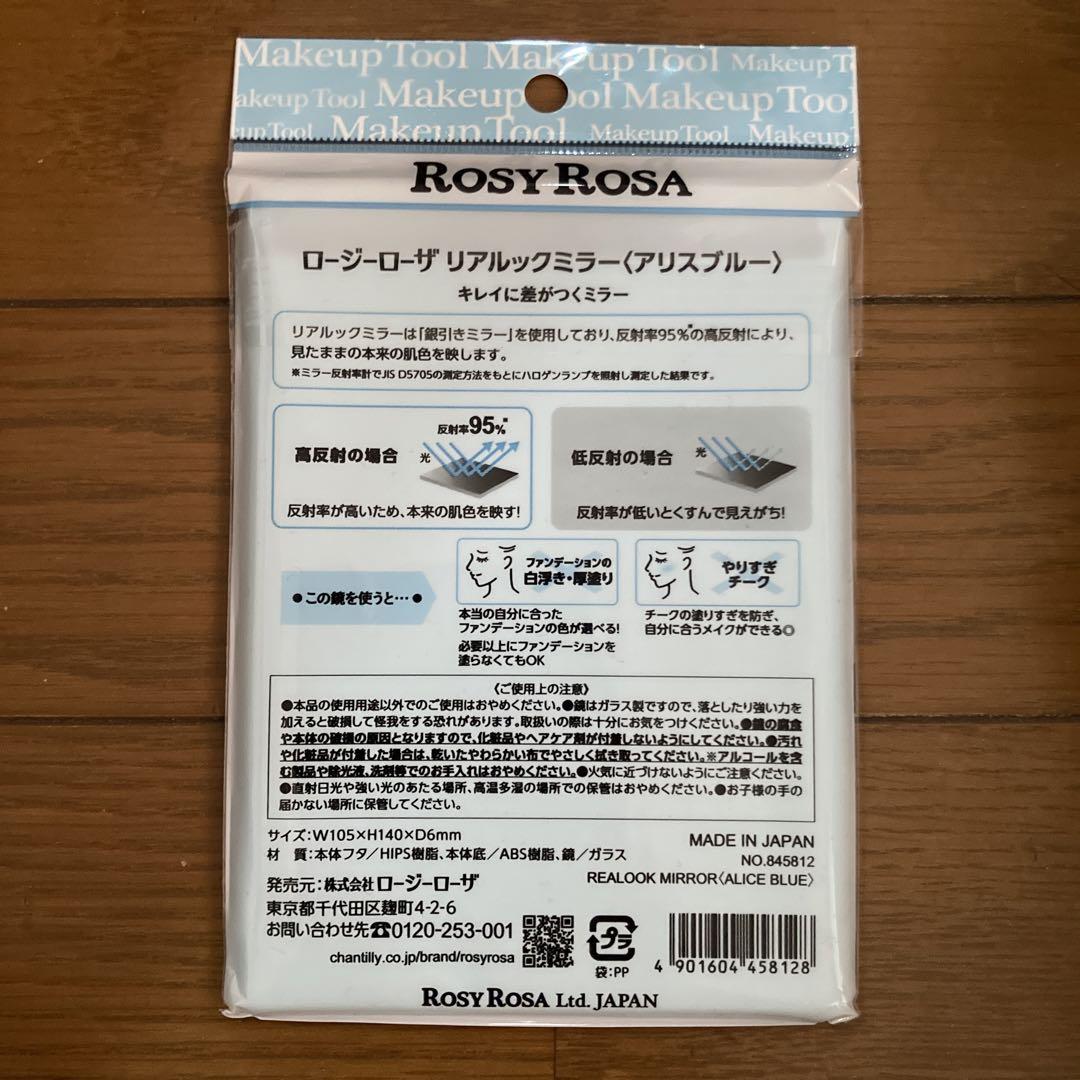 Makeup Tool Makeup Tool Makeup T
akeup Tool Makeup Tool Makeup Too
eup Tool Makeup Tool Makeup Tool Makeu
ROSY ROSA
ロージーローザ リアルックミラー〈アリスブルー〉
キレイに差がつくミラー
リアルックミラーは「銀引きミラー」を使用しており、反射率95%※の高反射により、
見たままの本来の肌色を映します。
※ミラー反射率計でJIS D5705の測定方法をもとにハロゲンランプを照射し測定した結果です。
反射率95%※
高反射の場合
光
反射率が高いため、本来の肌色を映す!
低反射の場合
光
反射率が低いとくすんで見えがち!
●この鏡を使うと…●
ファンデーションの
白浮き・厚塗り
本当の自分に合った
ファンデーションの色が選べる!
必要以上にファンデーションを
塗らなくてもOK
やりすぎ
チーク
チークの塗りすぎを防ぎ、
自分に合うメイクができる◎
〈ご使用上の注意〉
●本品の使用用途以外でのご使用はおやめください。●鏡はガラス製ですので、落としたり強い力を
加えると破損して怪我をする恐れがあります。取扱いの際は十分にお気をつけください。●鏡の腐食
や本体の破損の原因となりますので、化粧品やヘアケア剤が付着しないようにしてください。●汚れ
や化粧品が付着した場合は、乾いたやわらかい布でやさしく拭き取ってください。※アルコールを含
む製品や除光液、洗剤等でのお手入れはおやめください。●火気に近づけないようにご注意ください。
●直射日光や強い光のあたる場所、高温多湿の場所での保管はおやめください。●お子様の手の
届かない場所に保管してください。
サイズ:W105×H140×D6mm
材 質:本体フタ/HIPS樹脂、本体底/ABS樹脂、鏡/ガラス
MADE IN JAPAN
NO.845812
REALOOK MIRROR〈ALICE BLUE〉
発売元:株式会社ロージーローザ
東京都千代田区麹町4-2-6
お問い合わせ先☎0120-253-001
chantilly.co.jp/brand/rosyrosa
プラ
袋:PP
4 901604 458128
ROSY ROSA Ltd. JAPAN